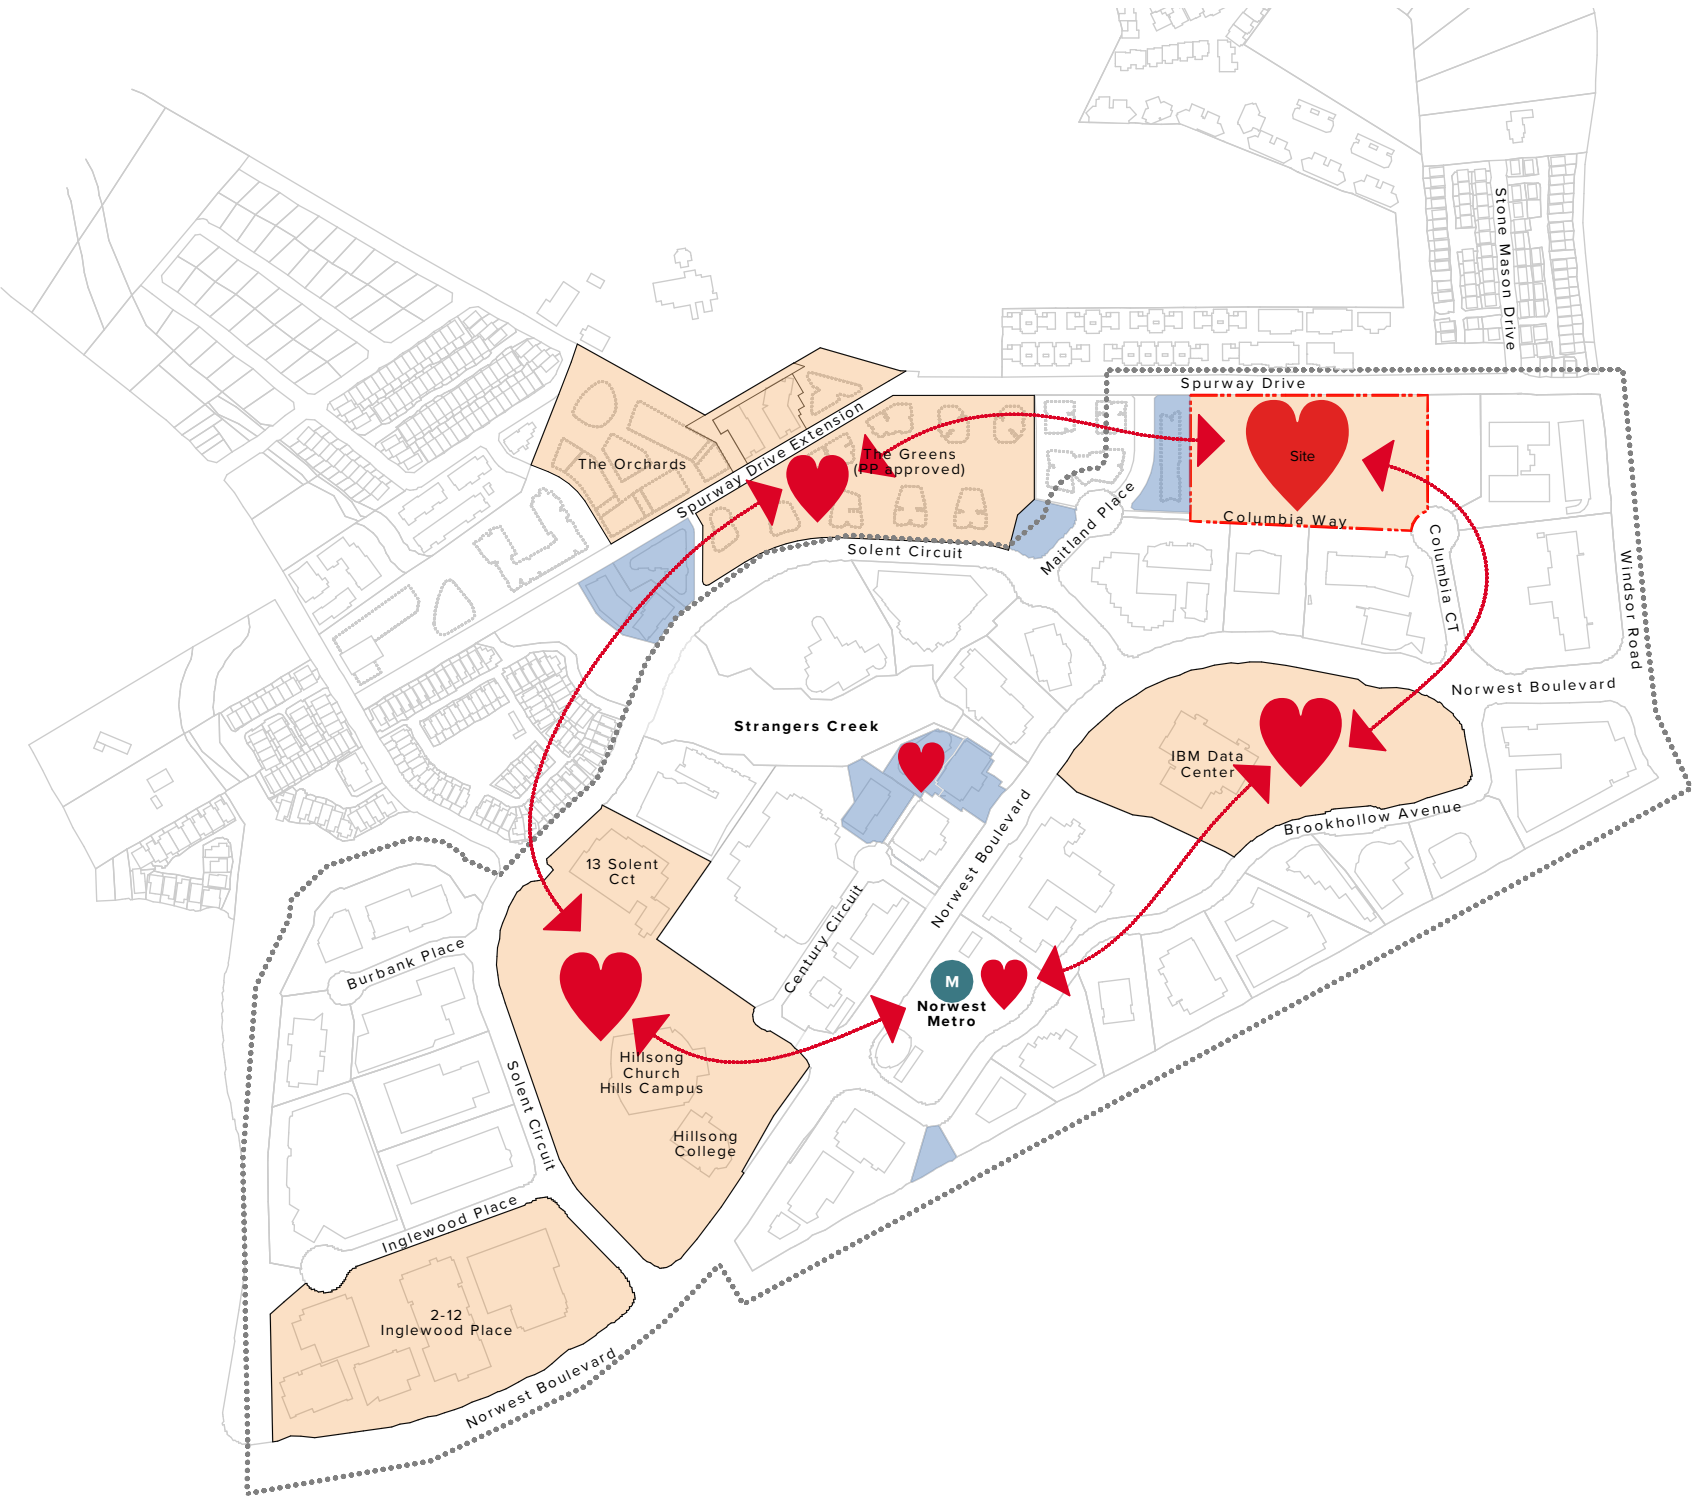 Stone Mason Drive
Spurway Drive
Spurway Drive Extension
The Orchards
The Greens
(PP approved)
Site
Columbia Way
Maitland Place
Solent Circuit
Columbia CT
Windsor Road
Norwest Boulevard
Strangers Creek
IBM Data
Center
Brookhollow Avenue
Norwest Boulevard
13 Solent
Cct
Century Circuit
Burbank Place
M
Norwest
Metro
Hillsong
Church
Hills Campus
Solent Circuit
Hillsong
College
Inglewood Place
2-12
Inglewood Place
Norwest Boulevard